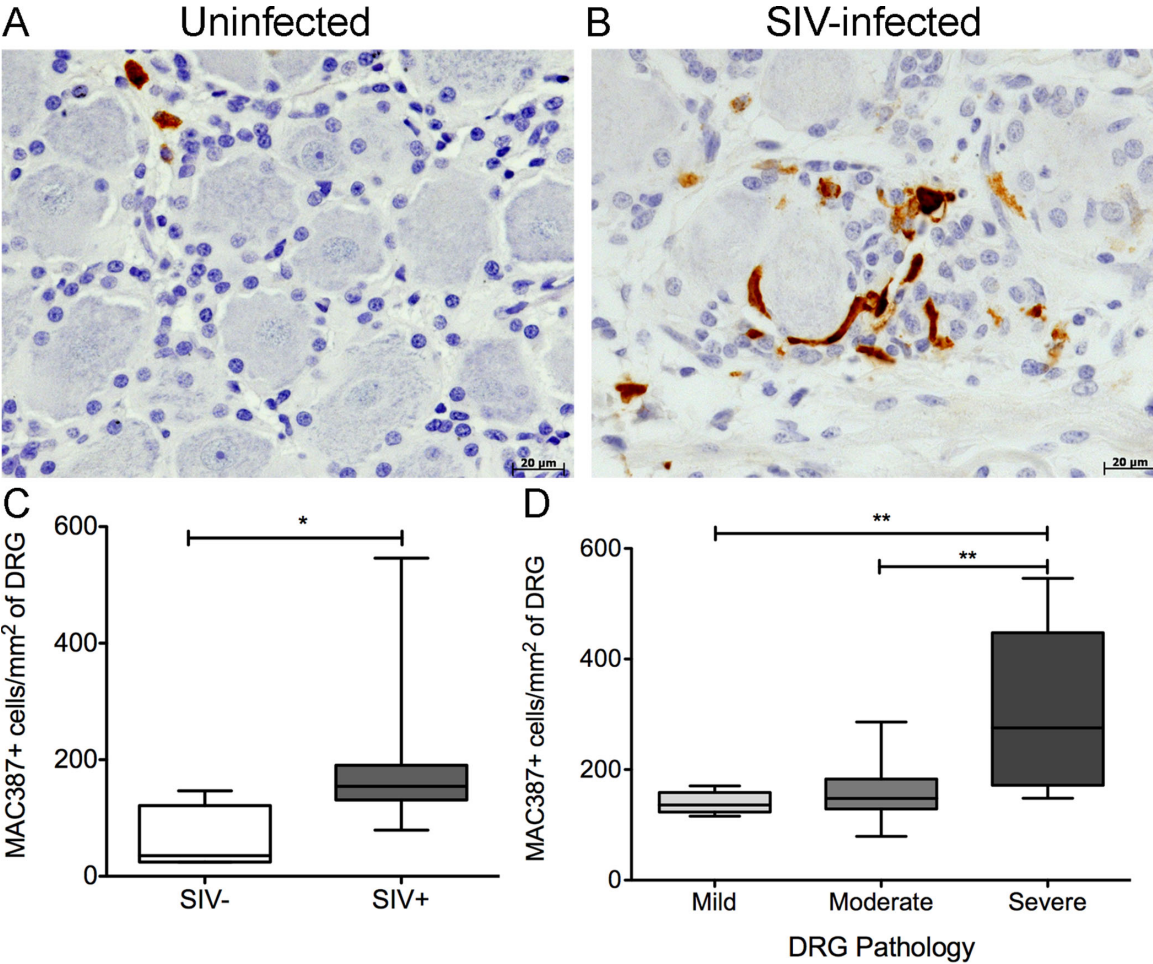 A Uninfected
B SIV-infected
20 µm
20 µm
C
MAC387+ cells/mm² of DRG
600
400
200
0
*
SIV-
SIV+
D
MAC387+ cells/mm² of DRG
600
400
200
0
**
**
Mild
Moderate
Severe
DRG Pathology